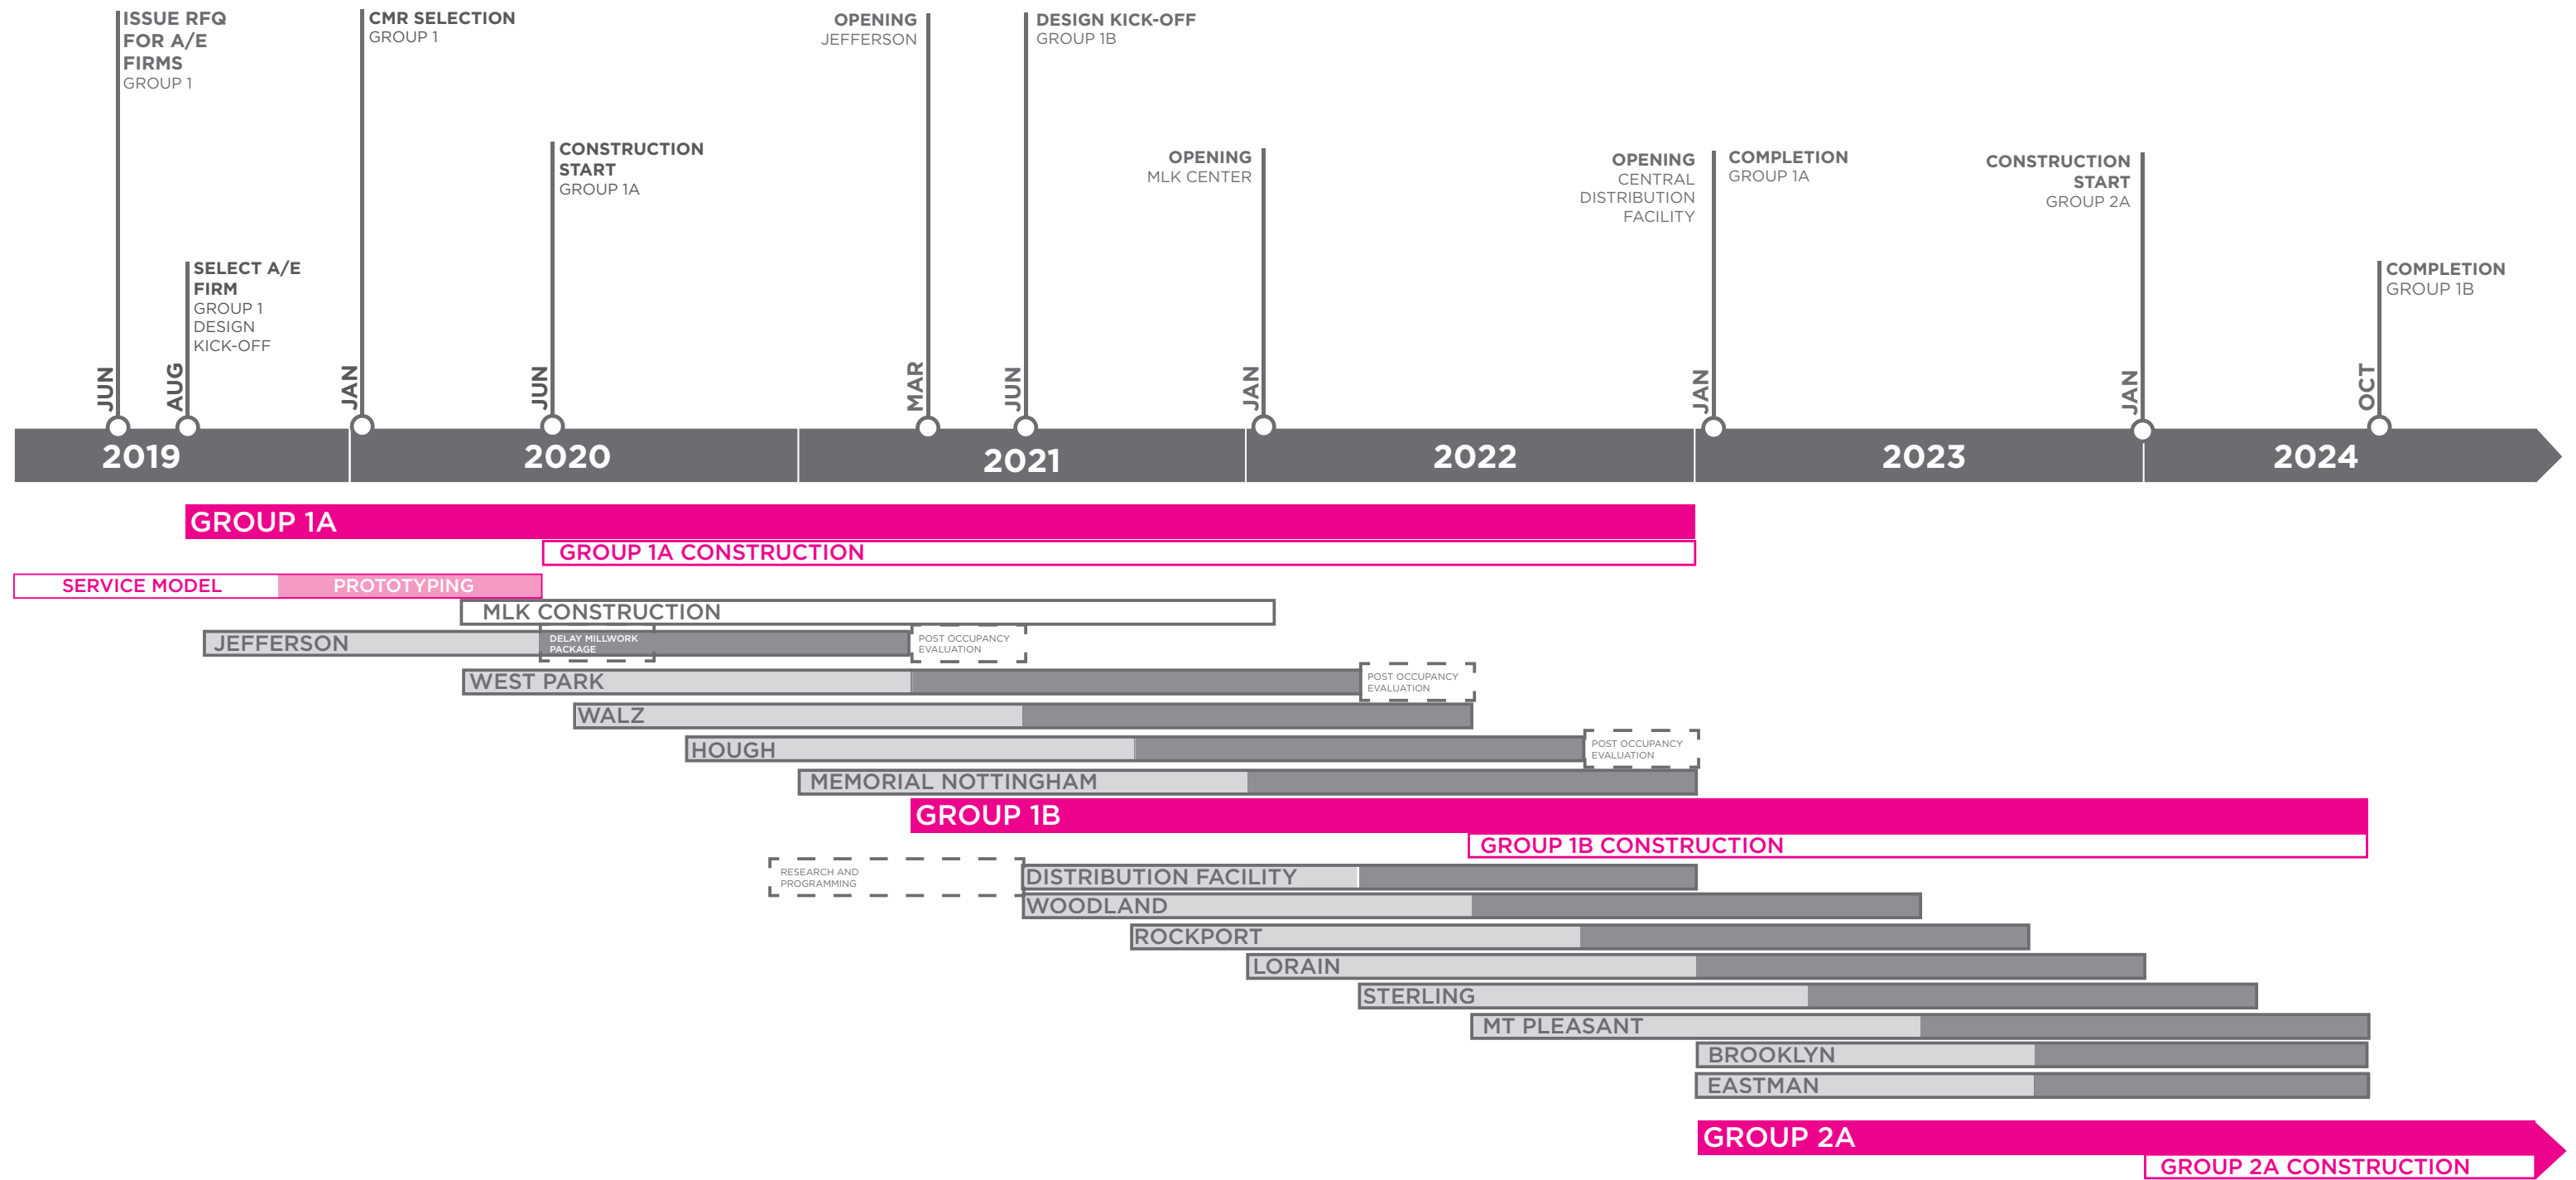 ISSUE RFQ
FOR A/E
FIRMS
GROUP 1
CMR SELECTION
GROUP 1
OPENING
JEFFERSON
DESIGN KICK-OFF
GROUP 1B
CONSTRUCTION
START
GROUP 1A
OPENING
MLK CENTER
OPENING
CENTRAL
DISTRIBUTION
FACILITY
COMPLETION
GROUP 1A
CONSTRUCTION
START
GROUP 2A
SELECT A/E
FIRM
GROUP 1
DESIGN
KICK-OFF
COMPLETION
GROUP 1B
JUN
AUG
JAN
JUN
MAR
JUN
JAN
JAN
JAN
OCT
2019
2020
2021
2022
2023
2024
GROUP 1A
GROUP 1A CONSTRUCTION
SERVICE MODEL
PROTOTYPING
MLK CONSTRUCTION
JEFFERSON
DELAY MILLWORK
PACKAGE
POST OCCUPANCY
EVALUATION
WEST PARK
POST OCCUPANCY
EVALUATION
WALZ
HOUGH
POST OCCUPANCY
EVALUATION
MEMORIAL NOTTINGHAM
GROUP 1B
GROUP 1B CONSTRUCTION
RESEARCH AND
PROGRAMMING
DISTRIBUTION FACILITY
WOODLAND
ROCKPORT
LORAIN
STERLING
MT PLEASANT
BROOKLYN
EASTMAN
GROUP 2A
GROUP 2A CONSTRUCTION